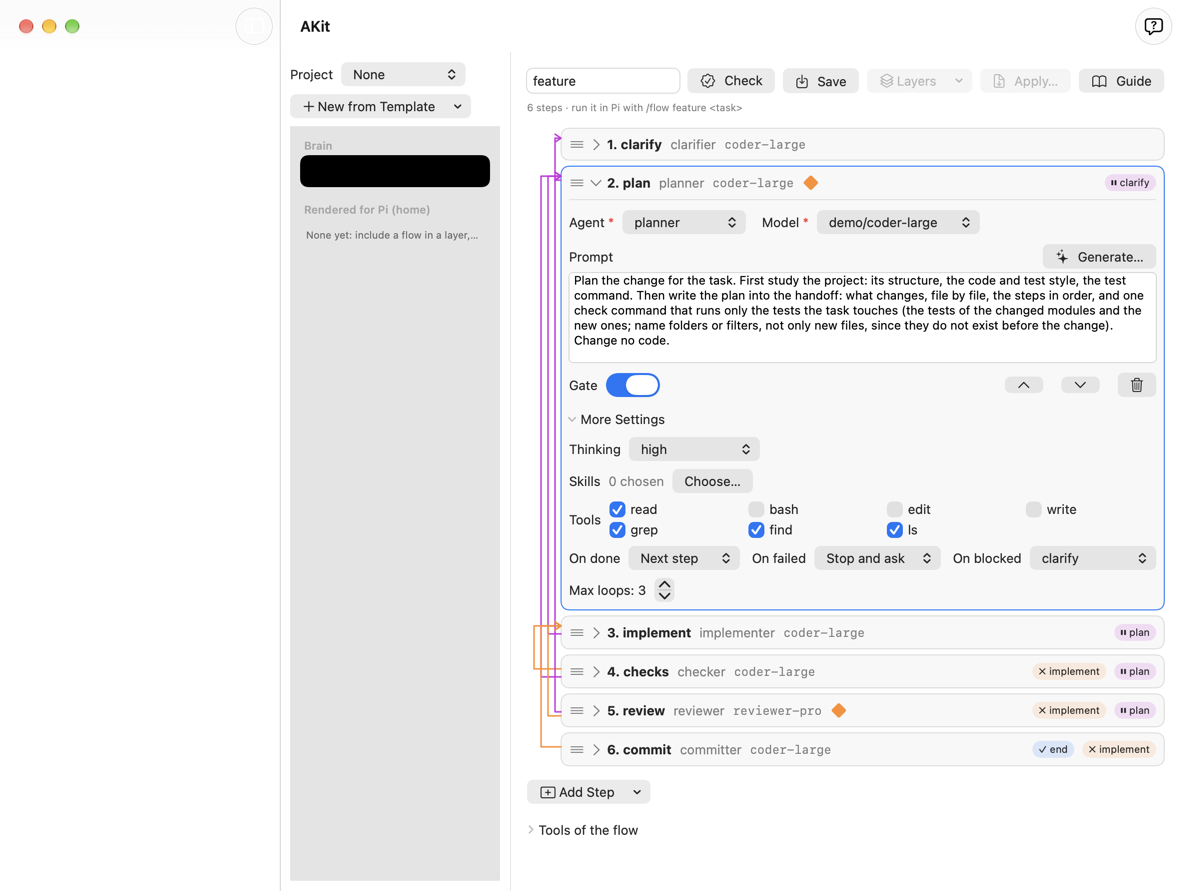 AKit
Project None
+ New from Template
Brain
Rendered for Pi (home)
None yet: include a flow in a layer,...
feature Check Save Layers Apply... Guide
6 steps · run it in Pi with /flow feature <task>
1. clarify clarifier coder-large
2. plan planner coder-large clarify
Agent * planner Model * demo/coder-large
Prompt Generate...
Plan the change for the task. First study the project: its structure, the code and test style, the test
command. Then write the plan into the handoff: what changes, file by file, the steps in order, and one
check command that runs only the tests the task touches (the tests of the changed modules and the
new ones; name folders or filters, not only new files, since they do not exist before the change).
Change no code.
Gate
More Settings
Thinking high
Skills 0 chosen Choose...
Tools
read bash edit write
grep find ls
On done Next step On failed Stop and ask On blocked clarify
Max loops: 3
3. implement implementer coder-large plan
4. checks checker coder-large implement plan
5. review reviewer reviewer-pro implement plan
6. commit committer coder-large end implement
Add Step
Tools of the flow